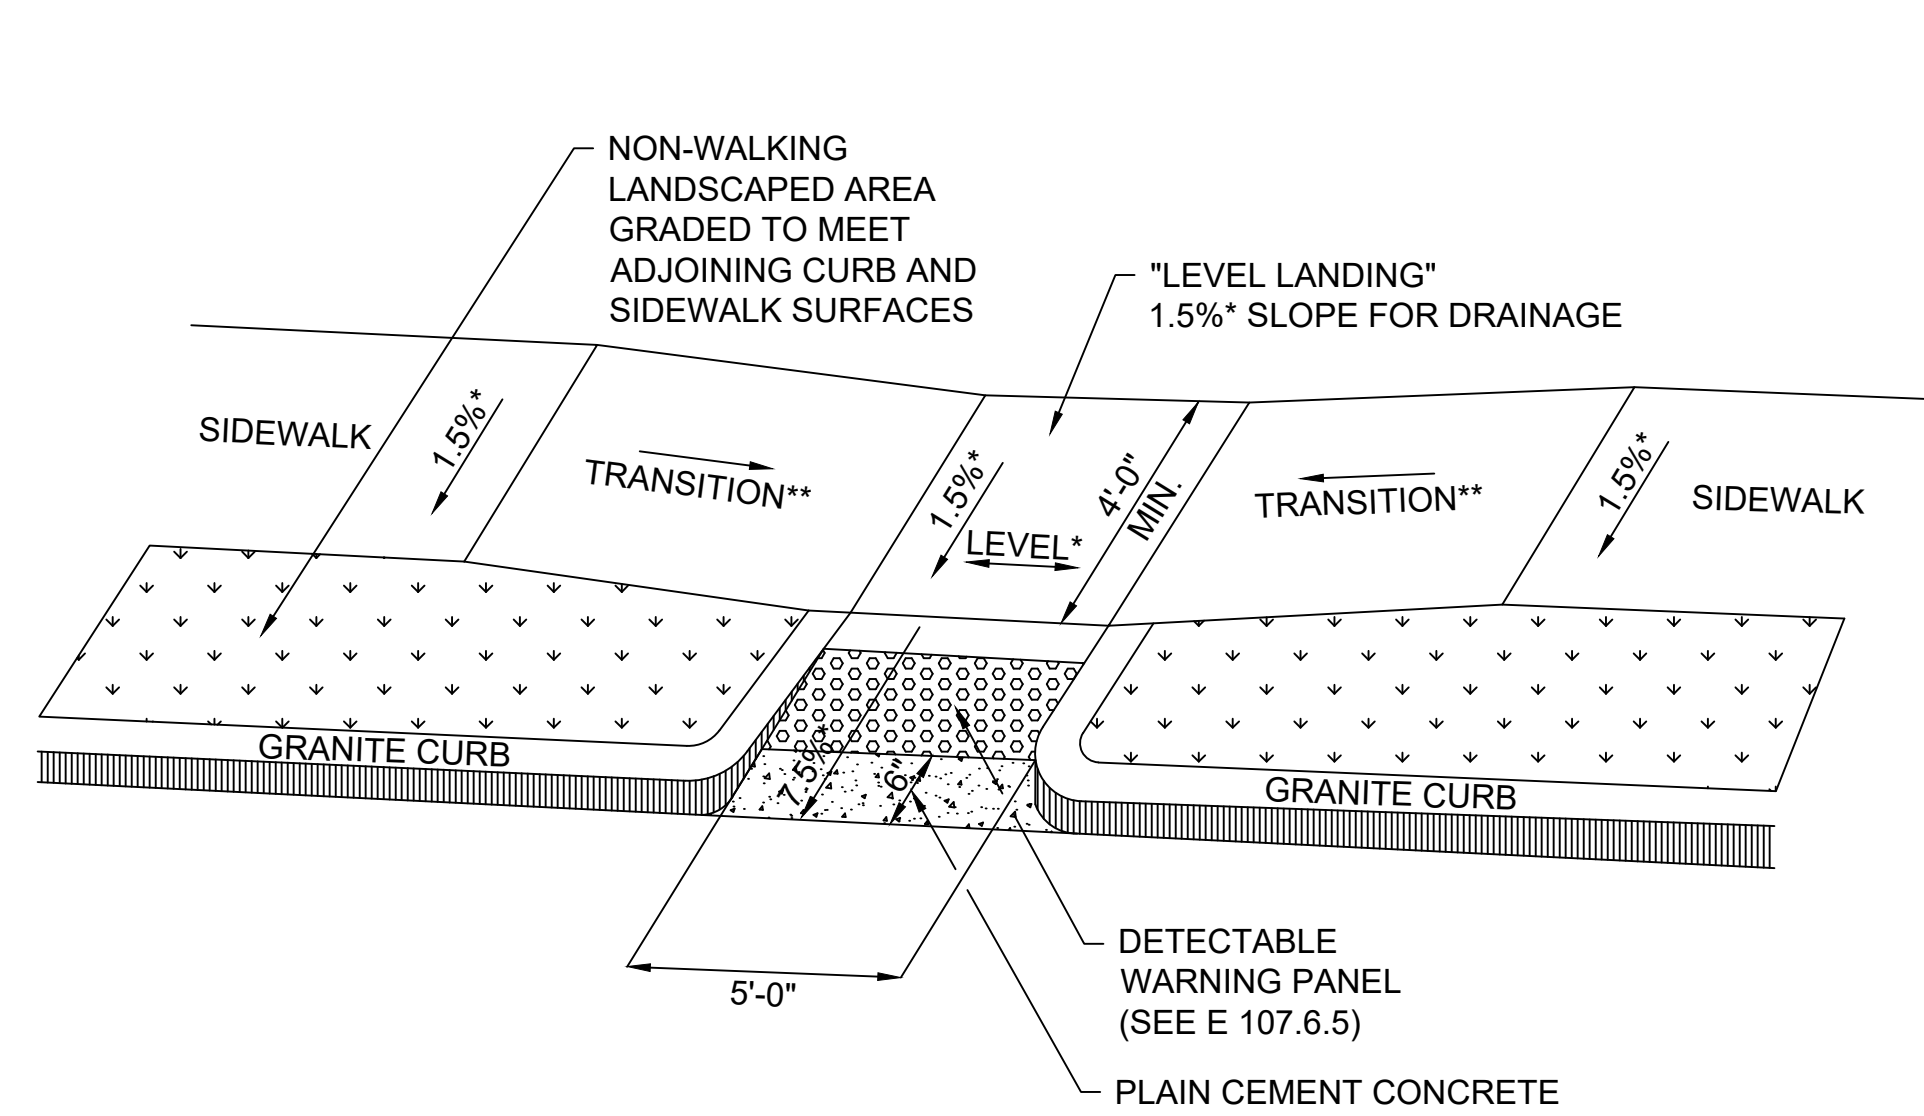 NON-WALKING
LANDSCAPED AREA
GRADED TO MEET
ADJOINING CURB AND
SIDEWALK SURFACES
"LEVEL LANDING"
1.5%* SLOPE FOR DRAINAGE
SIDEWALK
1.5%*
TRANSITION**
1.5%*
LEVEL*
4'-0"
MIN.
TRANSITION**
1.5%*
SIDEWALK
GRANITE CURB
7.5%*
6"
GRANITE CURB
5'-0"
DETECTABLE
WARNING PANEL
(SEE E 107.6.5)
PLAIN CEMENT CONCRETE